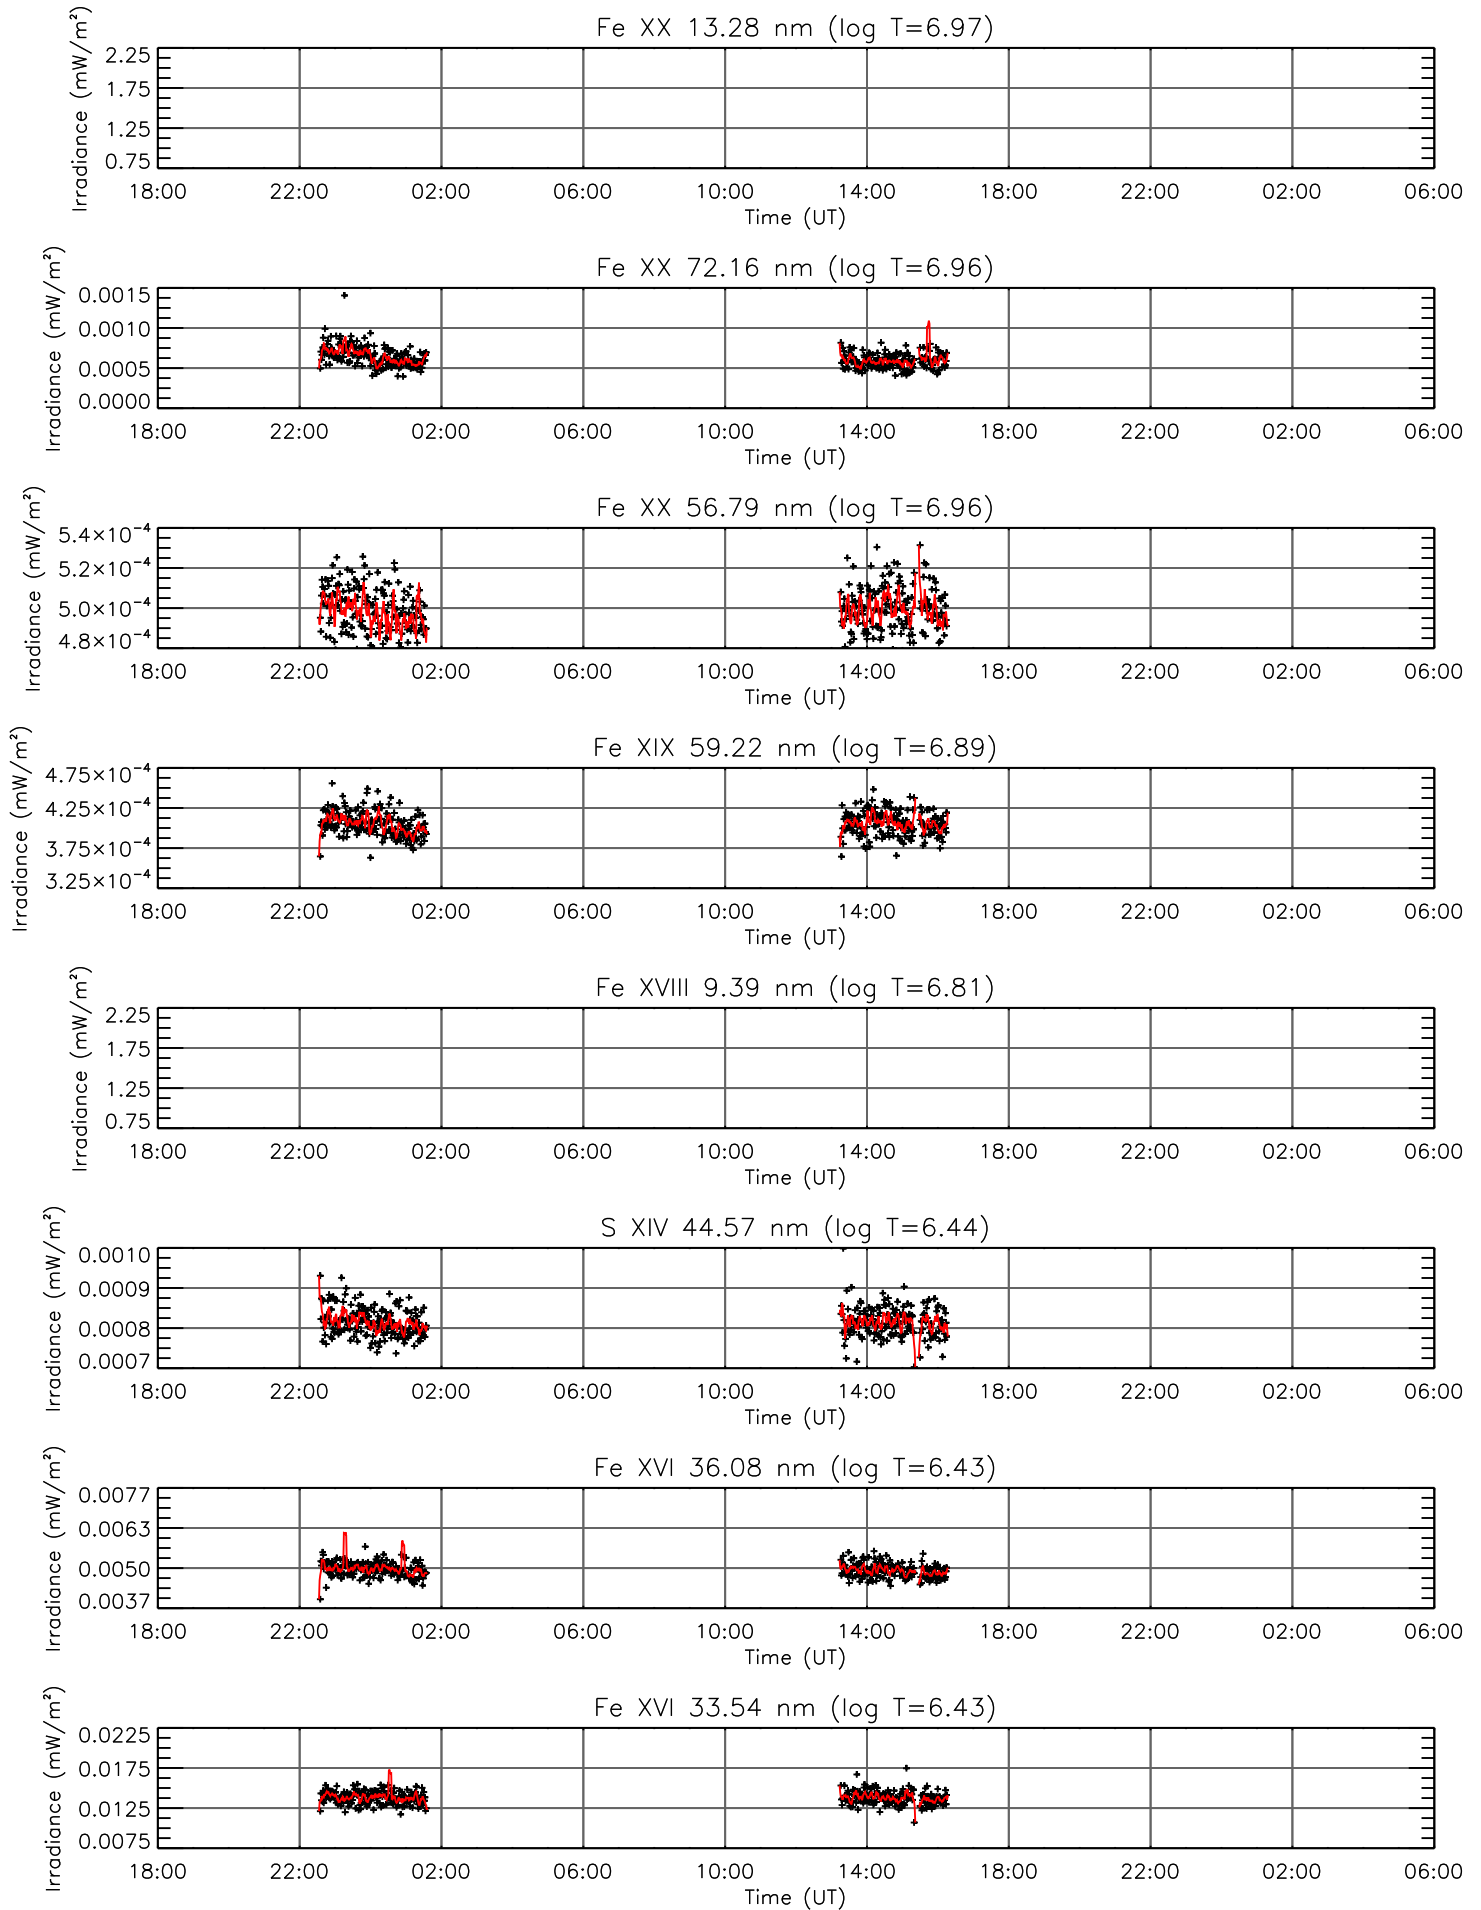 Fe XX 13.28 nm (log T=6.97)
Irradiance (mW/m²)
2.25
1.75
1.25
0.75
18:00 22:00 02:00 06:00 10:00 14:00 18:00 22:00 02:00 06:00
Time (UT)
Fe XX 72.16 nm (log T=6.96)
Irradiance (mW/m²)
0.0015
0.0010
0.0005
0.0000
18:00 22:00 02:00 06:00 10:00 14:00 18:00 22:00 02:00 06:00
Time (UT)
Fe XX 56.79 nm (log T=6.96)
Irradiance (mW/m²)
5.4×10⁻⁴
5.2×10⁻⁴
5.0×10⁻⁴
4.8×10⁻⁴
18:00 22:00 02:00 06:00 10:00 14:00 18:00 22:00 02:00 06:00
Time (UT)
Fe XIX 59.22 nm (log T=6.89)
Irradiance (mW/m²)
4.75×10⁻⁴
4.25×10⁻⁴
3.75×10⁻⁴
3.25×10⁻⁴
18:00 22:00 02:00 06:00 10:00 14:00 18:00 22:00 02:00 06:00
Time (UT)
Fe XVIII 9.39 nm (log T=6.81)
Irradiance (mW/m²)
2.25
1.75
1.25
0.75
18:00 22:00 02:00 06:00 10:00 14:00 18:00 22:00 02:00 06:00
Time (UT)
S XIV 44.57 nm (log T=6.44)
Irradiance (mW/m²)
0.0010
0.0009
0.0008
0.0007
18:00 22:00 02:00 06:00 10:00 14:00 18:00 22:00 02:00 06:00
Time (UT)
Fe XVI 36.08 nm (log T=6.43)
Irradiance (mW/m²)
0.0077
0.0063
0.0050
0.0037
18:00 22:00 02:00 06:00 10:00 14:00 18:00 22:00 02:00 06:00
Time (UT)
Fe XVI 33.54 nm (log T=6.43)
Irradiance (mW/m²)
0.0225
0.0175
0.0125
0.0075
18:00 22:00 02:00 06:00 10:00 14:00 18:00 22:00 02:00 06:00
Time (UT)